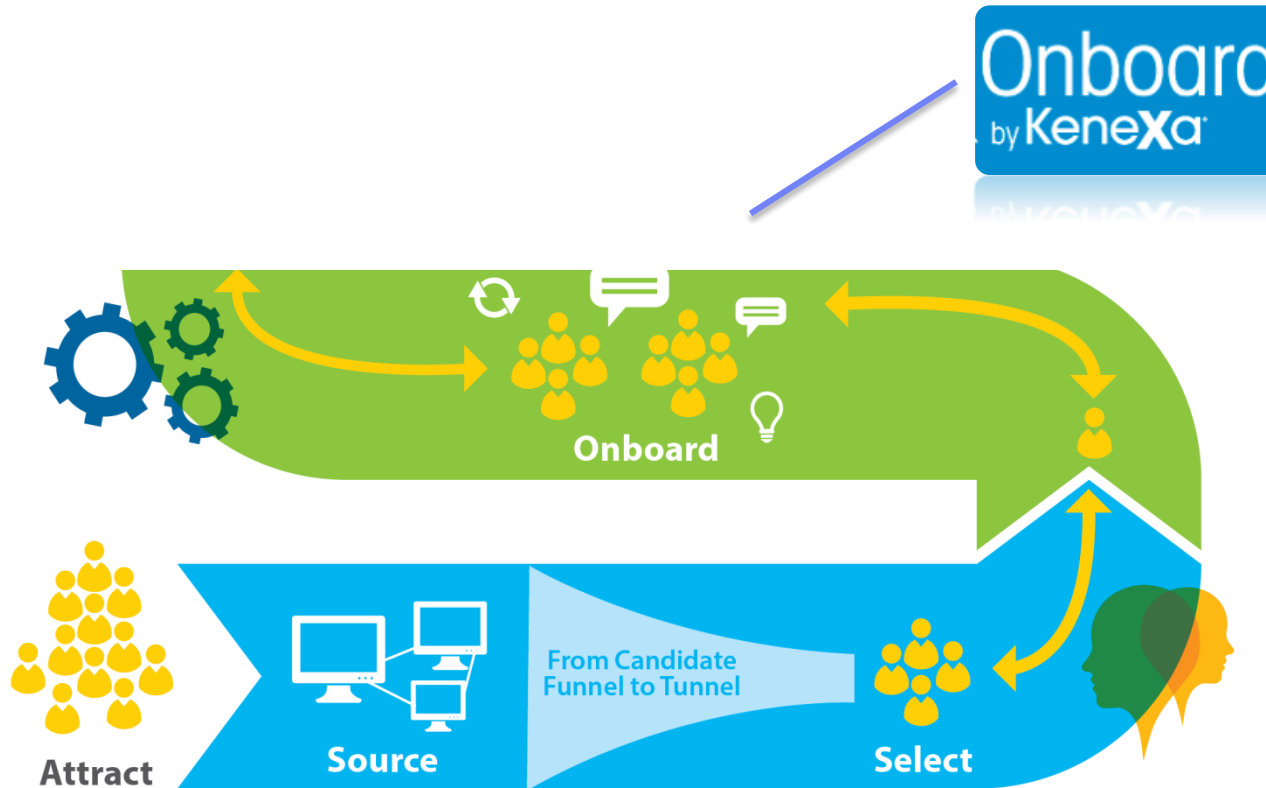 Onboard
by Kenexa
Onboard
From Candidate
Funnel to Tunnel
Attract
Source
Select